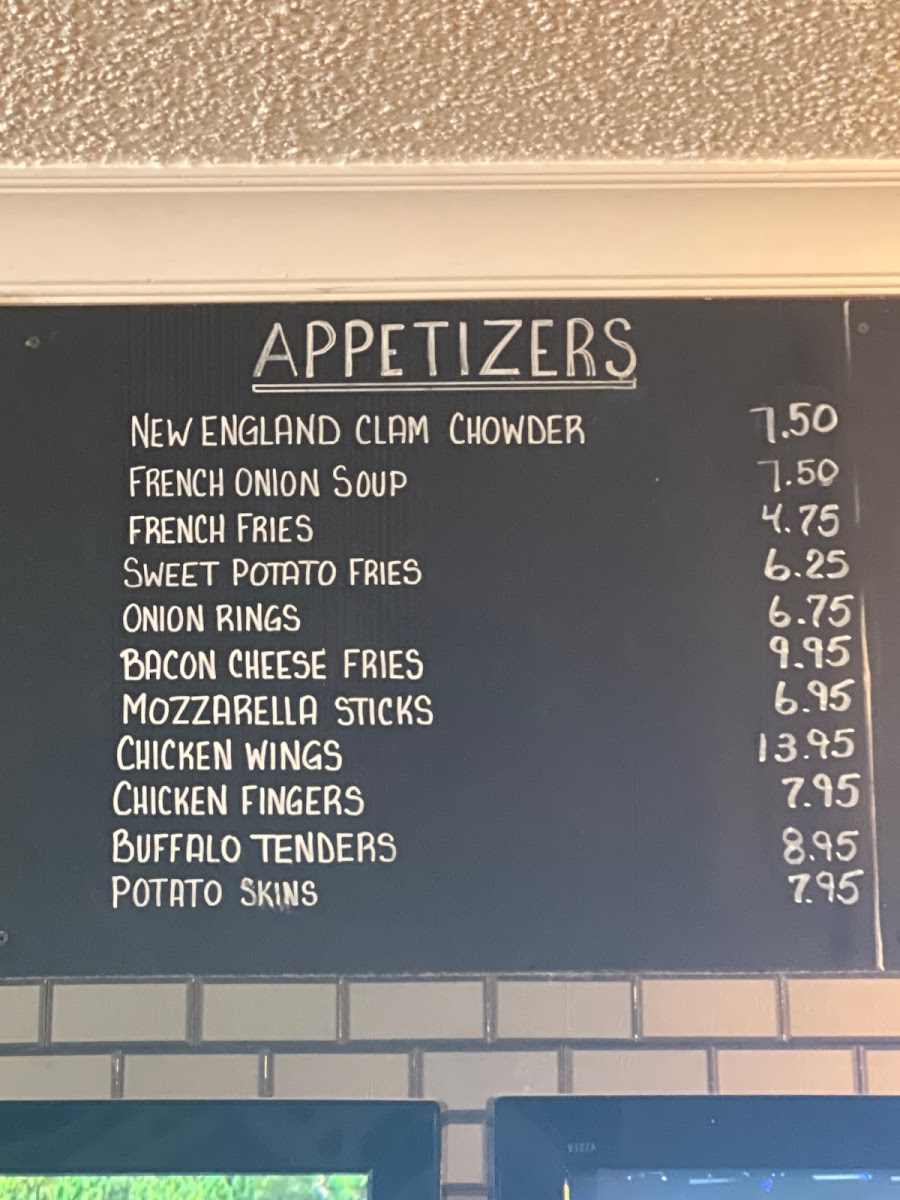 APPETIZERS
NEW ENGLAND CLAM CHOWDER 7.50
FRENCH ONION SOUP 7.50
FRENCH FRIES 4.75
SWEET POTATO FRIES 6.25
ONION RINGS 6.75
BACON CHEESE FRIES 9.95
MOZZARELLA STICKS 6.95
CHICKEN WINGS 13.95
CHICKEN FINGERS 7.95
BUFFALO TENDERS 8.95
POTATO SKINS 7.95